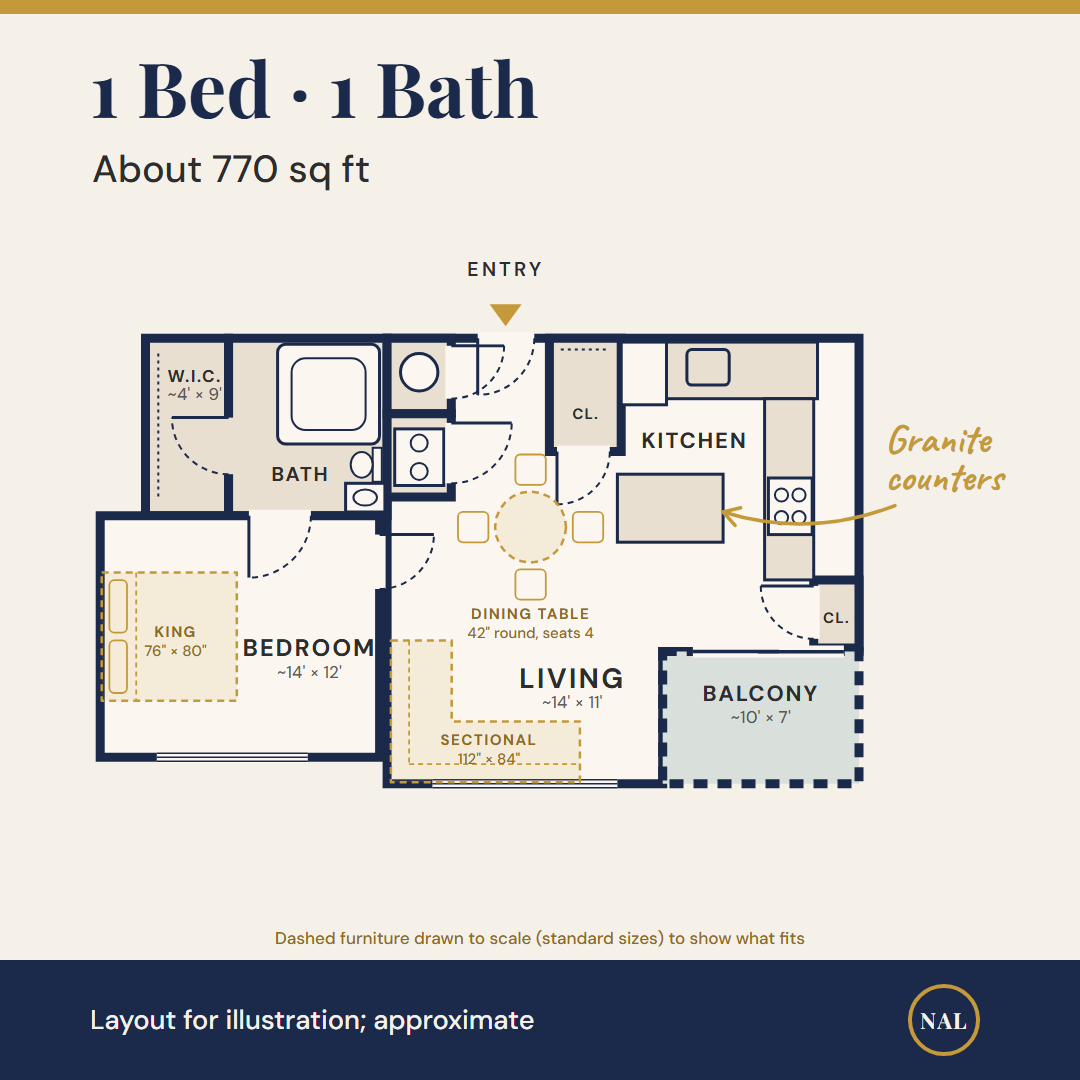 1 Bed · 1 Bath
About 770 sq ft
ENTRY
W.I.C.
~4' × 9'
CL.
KITCHEN
Granite
counters
BATH
DINING TABLE
42" round, seats 4
CL.
KING
76" × 80"
BEDROOM
~14' × 12'
LIVING
~14' × 11'
BALCONY
~10' × 7'
SECTIONAL
112" × 84"
Dashed furniture drawn to scale (standard sizes) to show what fits
Layout for illustration; approximate
NAL